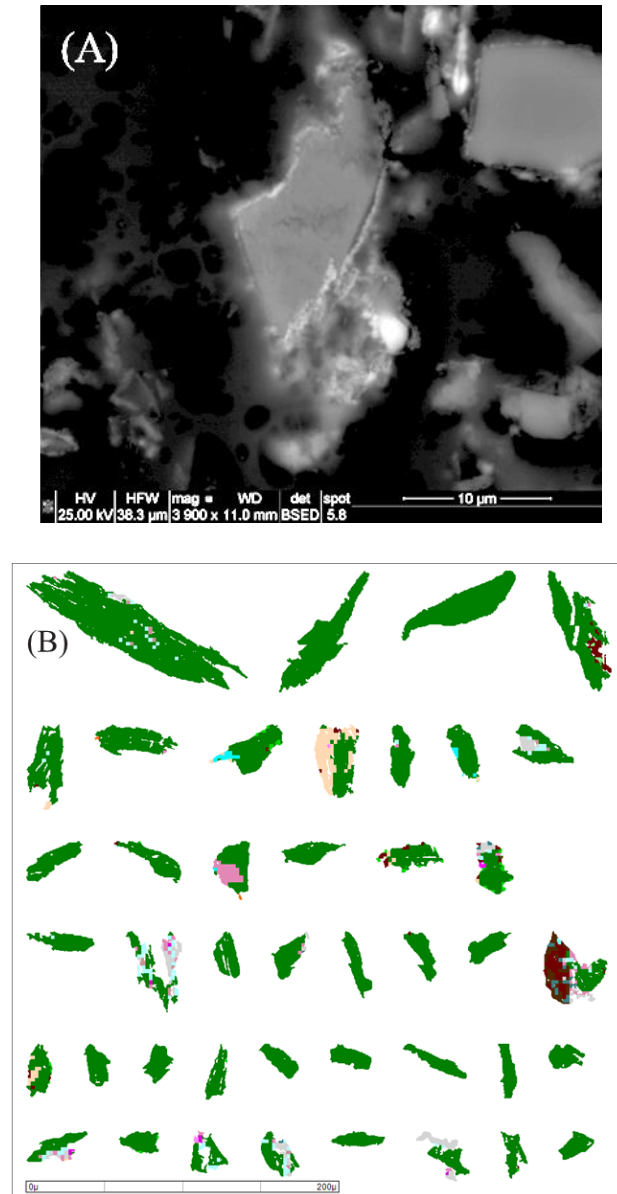 (A)
HV HFW mag WD det spot
25.00 kV 38.3 µm 3 900 x 11.0 mm BSED 5.8
10 µm
(B)
0µ 200µ